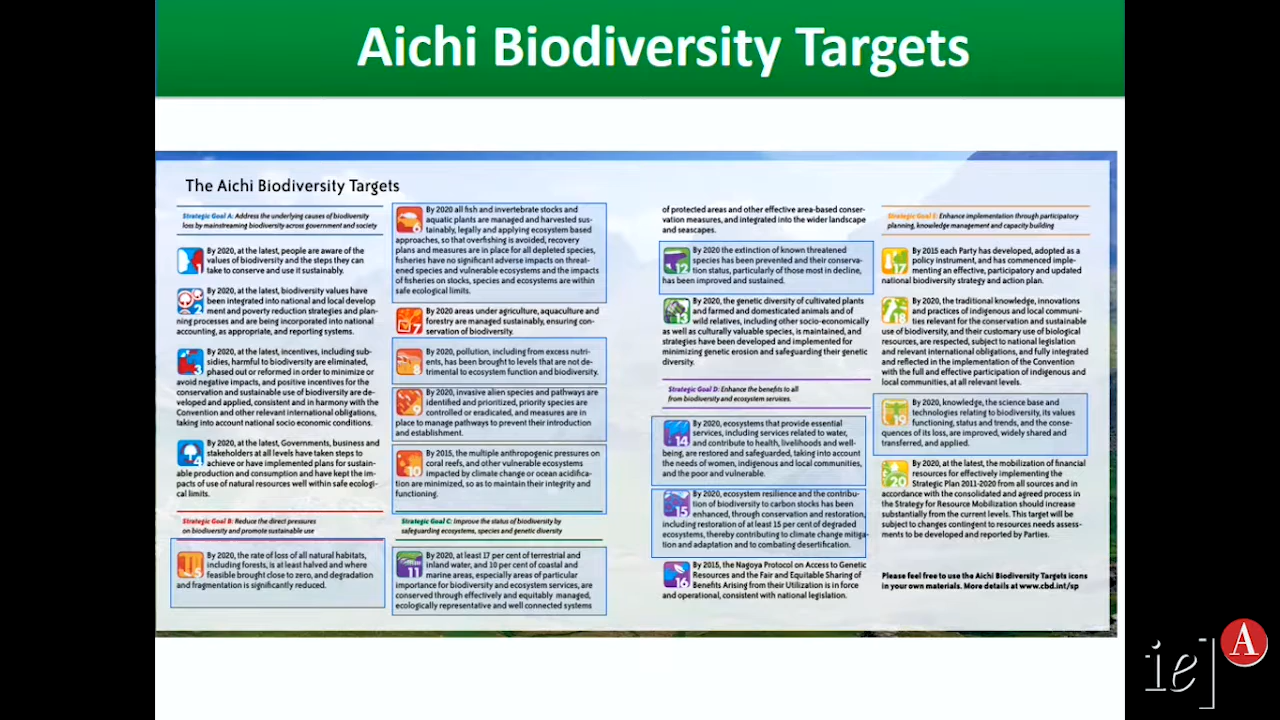 Aichi Biodiversity Targets
The Aichi Biodiversity Targets
Strategic Goal A: Address the underlying causes of biodiversity
loss by mainstreaming biodiversity across government and society
1
By 2020, at the latest, people are aware of the
values of biodiversity and the steps they can
take to conserve and use it sustainably.
2
By 2020, at the latest, biodiversity values have
been integrated into national and local develop
ment and poverty reduction strategies and plan-
ning processes and are being incorporated into national
accounting, as appropriate, and reporting systems.
3
By 2020, at the latest, incentives, including sub-
sidies, harmful to biodiversity are eliminated,
phased out or reformed in order to minimize or
avoid negative impacts, and positive incentives for the
conservation and sustainable use of biodiversity are de-
veloped and applied, consistent and in harmony with the
Convention and other relevant international obligations,
taking into account national socio economic conditions.
4
By 2020, at the latest, Governments, business and
stakeholders at all levels have taken steps to
achieve or have implemented plans for sustain-
able production and consumption and have kept the im-
pacts of use of natural resources well within safe ecologi-
cal limits.
Strategic Goal B: Reduce the direct pressures
on biodiversity and promote sustainable use
5
By 2020, the rate of loss of all natural habitats,
including forests, is at least halved and where
feasible brought close to zero, and degradation
and fragmentation is significantly reduced.
6
By 2020 all fish and invertebrate stocks and
aquatic plants are managed and harvested sus-
tainably, legally and applying ecosystem based
approaches, so that overfishing is avoided, recovery
plans and measures are in place for all depleted species,
fisheries have no significant adverse impacts on threat-
ened species and vulnerable ecosystems and the impacts
of fisheries on stocks, species and ecosystems are within
safe ecological limits.
7
By 2020 areas under agriculture, aquaculture and
forestry are managed sustainably, ensuring con-
servation of biodiversity.
8
By 2020, pollution, including from excess nutri-
ents, has been brought to levels that are not de-
trimental to ecosystem function and biodiversity.
9
By 2020, invasive alien species and pathways are
identified and prioritized, priority species are
controlled or eradicated, and measures are in
place to manage pathways to prevent their introduction
and establishment.
10
By 2015, the multiple anthropogenic pressures on
coral reefs, and other vulnerable ecosystems
impacted by climate change or ocean acidifica-
tion are minimized, so as to maintain their integrity and
functioning.
Strategic Goal C: Improve the status of biodiversity by
safeguarding ecosystems, species and genetic diversity
11
By 2020, at least 17 per cent of terrestrial and
inland water, and 10 per cent of coastal and
marine areas, especially areas of particular
importance for biodiversity and ecosystem services, are
conserved through effectively and equitably managed,
ecologically representative and well connected systems
of protected areas and other effective area-based conser-
vation measures, and integrated into the wider landscape
and seascapes.
12
By 2020 the extinction of known threatened
species has been prevented and their conserva-
tion status, particularly of those most in decline,
has been improved and sustained.
13
By 2020, the genetic diversity of cultivated plants
and farmed and domesticated animals and of
wild relatives, including other socio-economically
as well as culturally valuable species, is maintained, and
strategies have been developed and implemented for
minimizing genetic erosion and safeguarding their genetic
diversity.
Strategic Goal D: Enhance the benefits to all
from biodiversity and ecosystem services.
14
By 2020, ecosystems that provide essential
services, including services related to water,
and contribute to health, livelihoods and well-
being, are restored and safeguarded, taking into account
the needs of women, indigenous and local communities,
and the poor and vulnerable.
15
By 2020, ecosystem resilience and the contribu-
tion of biodiversity to carbon stocks has been
enhanced, through conservation and restoration,
including restoration of at least 15 per cent of degraded
ecosystems, thereby contributing to climate change mitiga-
tion and adaptation and to combating desertification.
16
By 2015, the Nagoya Protocol on Access to Genetic
Resources and the Fair and Equitable Sharing of
Benefits Arising from their Utilization is in force
and operational, consistent with national legislation.
Strategic Goal E: Enhance implementation through participatory
planning, knowledge management and capacity building
17
By 2015 each Party has developed, adopted as a
policy instrument, and has commenced imple-
menting an effective, participatory and updated
national biodiversity strategy and action plan.
18
By 2020, the traditional knowledge, innovations
and practices of indigenous and local communi-
ties relevant for the conservation and sustainable
use of biodiversity, and their customary use of biological
resources, are respected, subject to national legislation
and relevant international obligations, and fully integrated
and reflected in the implementation of the Convention
with the full and effective participation of indigenous and
local communities, at all relevant levels.
19
By 2020, knowledge, the science base and
technologies relating to biodiversity, its values
functioning, status and trends, and the conse-
quences of its loss, are improved, widely shared and
transferred, and applied.
20
By 2020, at the latest, the mobilization of financial
resources for effectively implementing the
Strategic Plan 2011-2020 from all sources and in
accordance with the consolidated and agreed process in
the Strategy for Resource Mobilization should increase
substantially from the current levels. This target will be
subject to changes contingent to resources needs assess-
ments to be developed and reported by Parties.
Please feel free to use the Aichi Biodiversity Targets icons
in your own materials. More details at www.cbd.int/sp
ie]
A